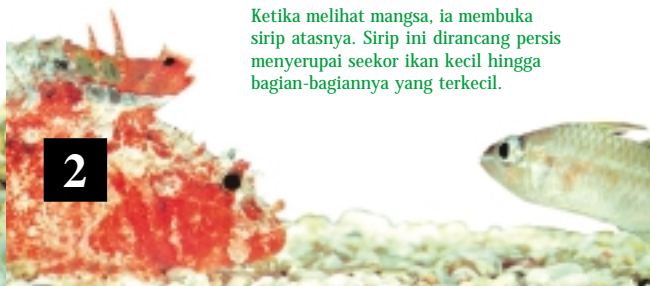 Ketika melihat mangsa, ia membuka
sirip atasnya. Sirip ini dirancang persis
menyerupai seekor ikan kecil hingga
bagian-bagiannya yang terkecil.
2